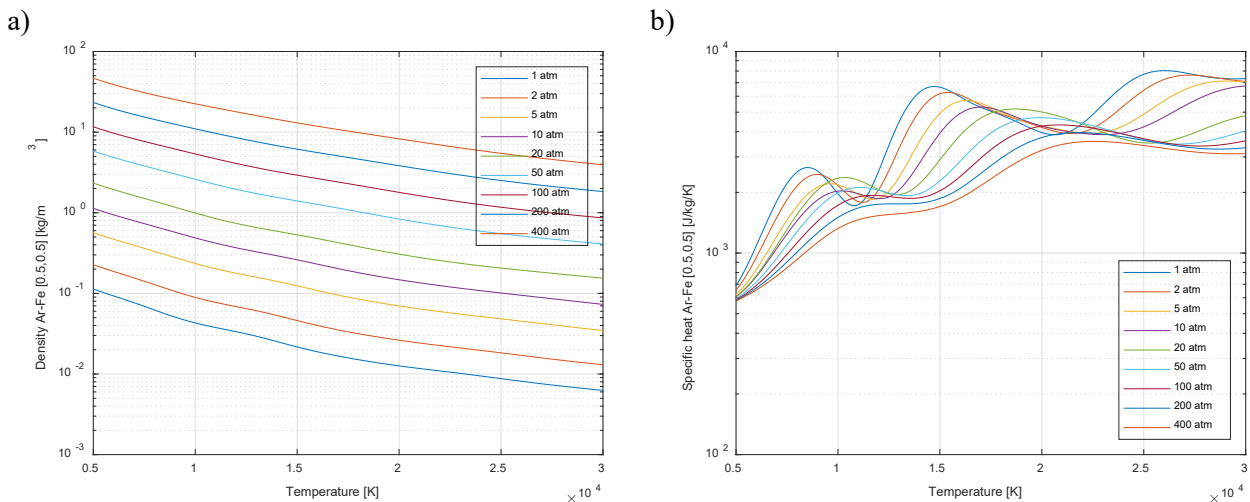 a)
10^2
10^1
10^0
10^-1
10^-2
10^-3
Density Ar-Fe [0.5,0.5] [kg/m^3]
1 atm
2 atm
5 atm
10 atm
20 atm
50 atm
100 atm
200 atm
400 atm
0.5
1
1.5
2
2.5
3
Temperature [K]
× 10^4
b)
10^4
10^3
10^2
Specific heat Ar-Fe [0.5,0.5] [J/kg/K]
1 atm
2 atm
5 atm
10 atm
20 atm
50 atm
100 atm
200 atm
400 atm
0.5
1
1.5
2
2.5
3
Temperature [K]
× 10^4